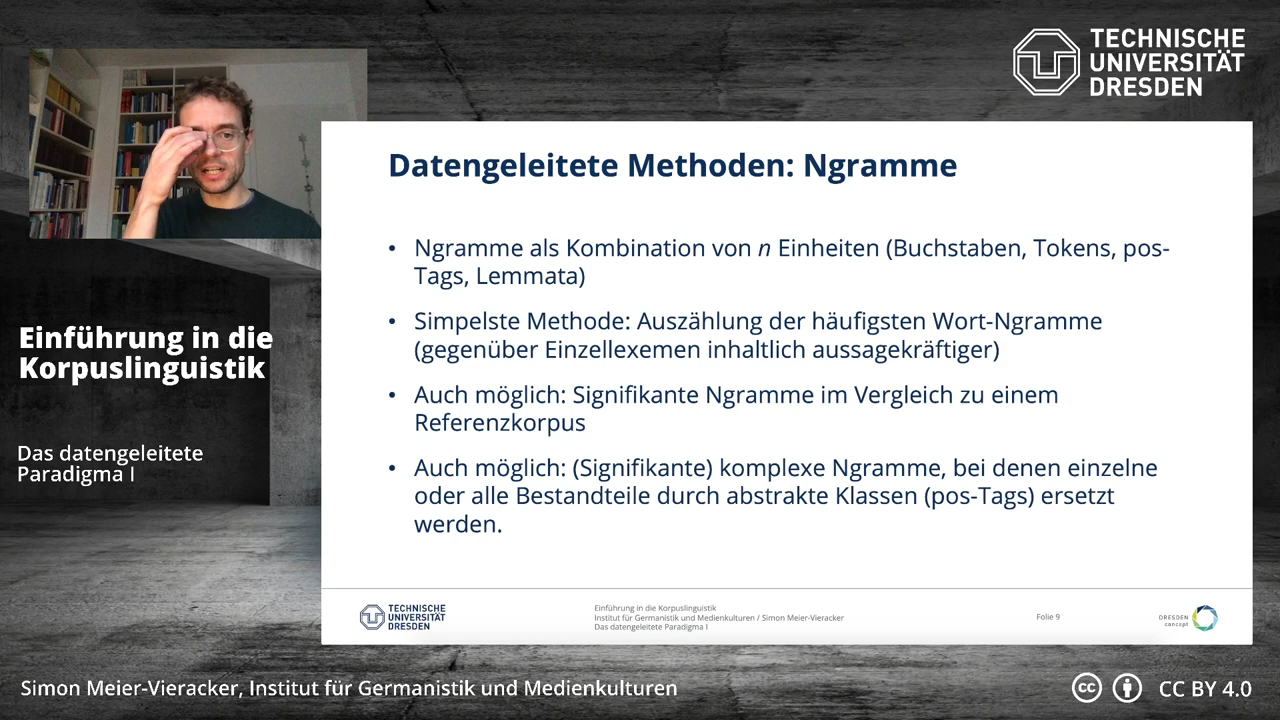 TECHNISCHE
UNIVERSITÄT
DRESDEN
Datengeleitete Methoden: Ngramme
• Ngramme als Kombination von n Einheiten (Buchstaben, Tokens, pos-
Tags, Lemmata)
• Simpelste Methode: Auszählung der häufigsten Wort-Ngramme
(gegenüber Einzellexemen inhaltlich aussagekräftiger)
• Auch möglich: Signifikante Ngramme im Vergleich zu einem
Referenzkorpus
• Auch möglich: (Signifikante) komplexe Ngramme, bei denen einzelne
oder alle Bestandteile durch abstrakte Klassen (pos-Tags) ersetzt
werden.
Einführung in die
Korpuslinguistik
Das datengeleitete
Paradigma I
TECHNISCHE
UNIVERSITÄT
DRESDEN
Einführung in die Korpuslinguistik
Institut für Germanistik und Medienkulturen / Simon Meier-Vieracker
Das datengeleitete Paradigma I
Folie 9
DRESDEN
concept
Simon Meier-Vieracker, Institut für Germanistik und Medienkulturen
cc
CC BY 4.0